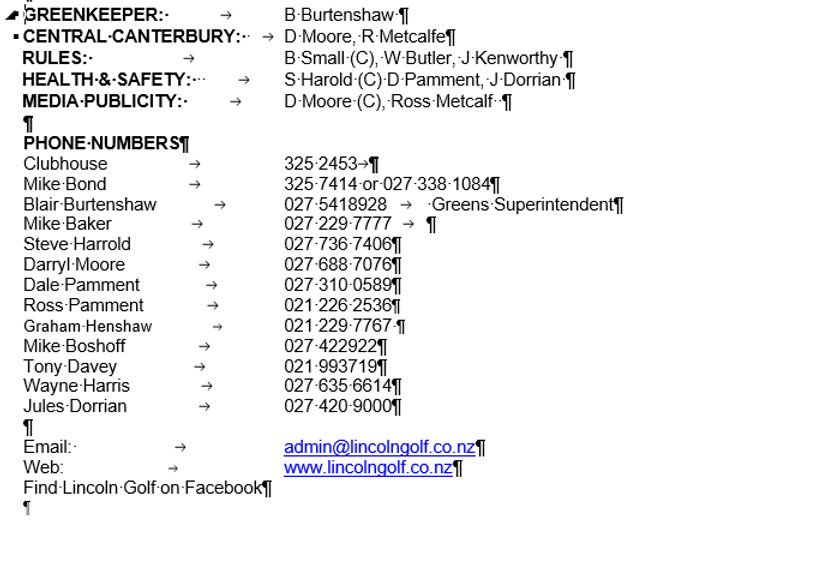 GREENKEEPER: B Burtenshaw
CENTRAL CANTERBURY: D Moore, R Metcalfe
RULES: B Small (C), W Butler, J Kenworthy
HEALTH & SAFETY: S Harold (C) D Pamment, J Dorrian
MEDIA PUBLICITY: D Moore (C), Ross Metcalf
PHONE NUMBERS
Clubhouse 325 2453
Mike Bond 325 7414 or 027 338 1084
Blair Burtenshaw 027 5418928 Greens Superintendent
Mike Baker 027 229 7777
Steve Harrold 027 736 7406
Darryl Moore 027 688 7076
Dale Pamment 027 310 0589
Ross Pamment 021 226 2536
Graham Henshaw 021 229 7767
Mike Boshoff 027 422922
Tony Davey 021 993719
Wayne Harris 027 635 6614
Jules Dorrian 027 420 9000
Email: admin@lincolngolf.co.nz
Web: www.lincolngolf.co.nz
Find Lincoln Golf on Facebook